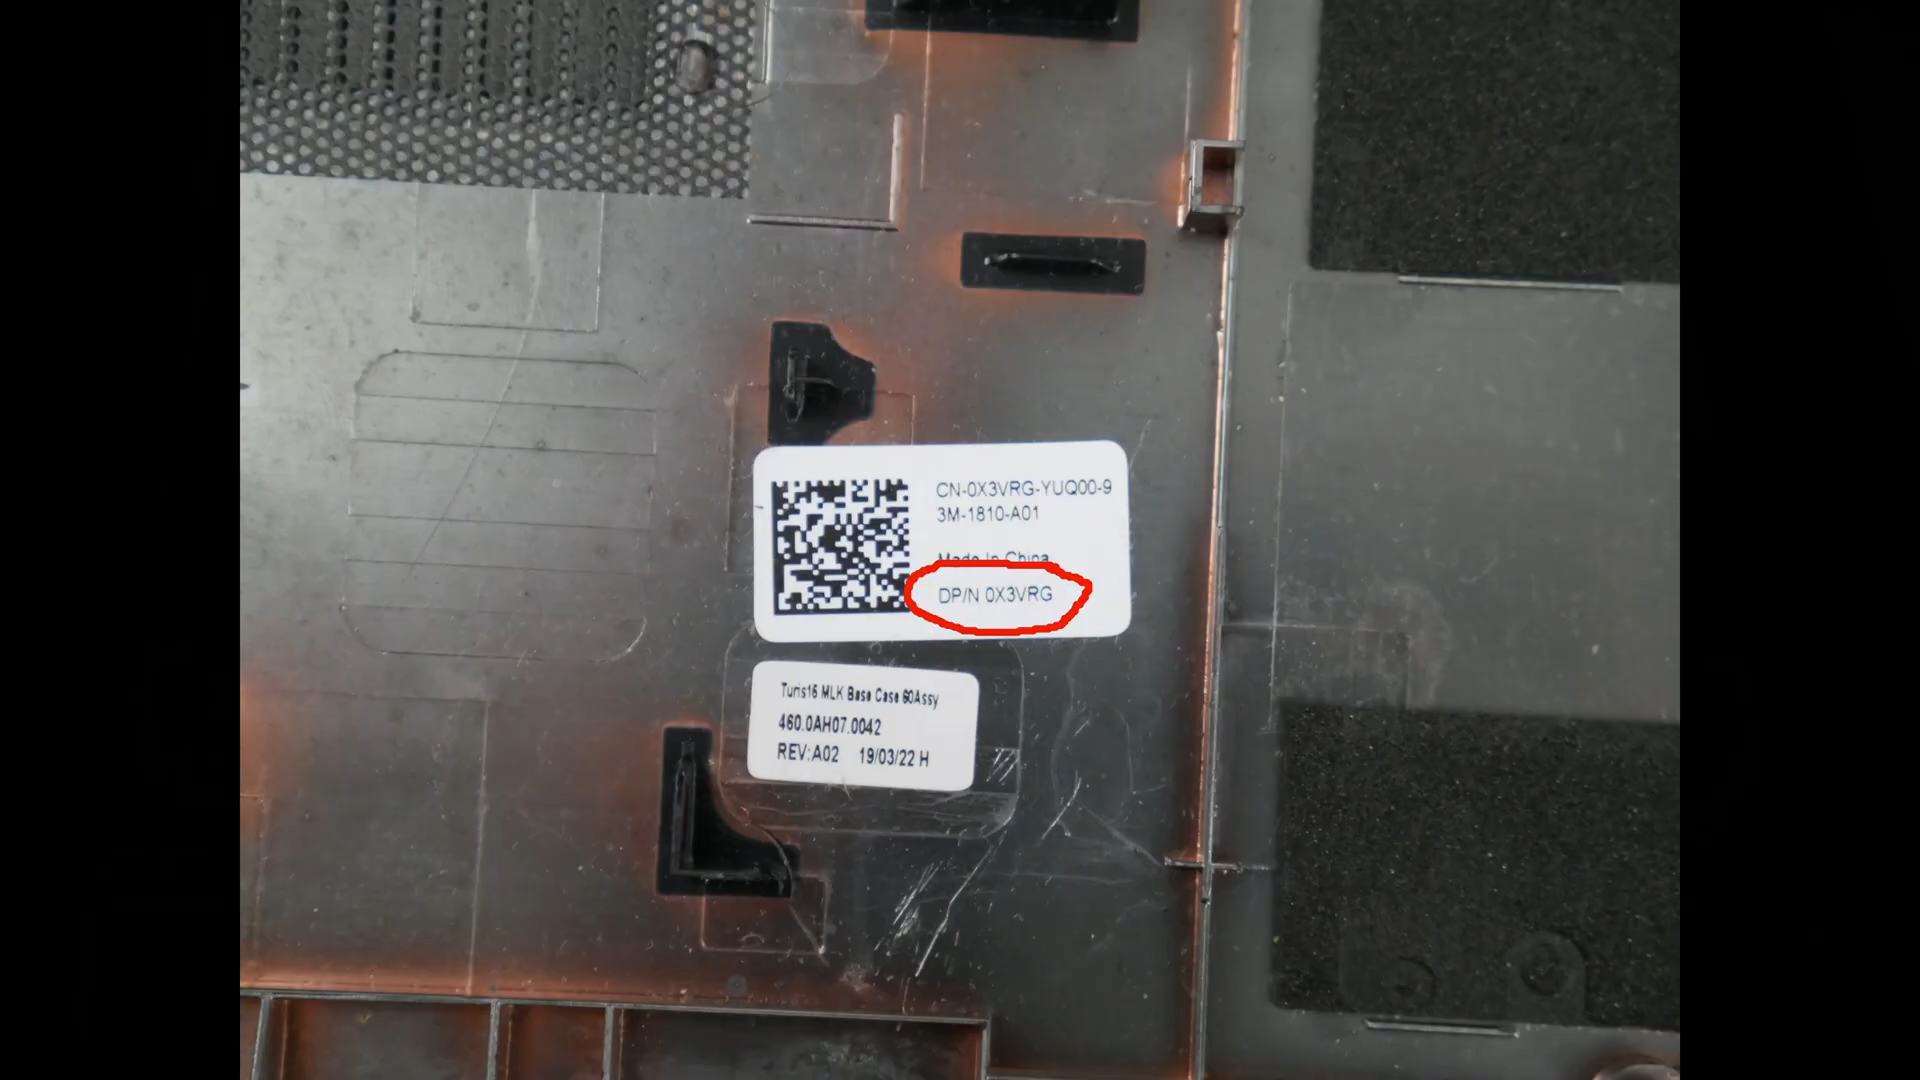 CN-0X3VRG-YUQ00-9
3M-1810-A01
Made In China
DP/N 0X3VRG
Turis16 MLK Base Case 60Assy
460.0AH07.0042
REV:A02 19/03/22 H